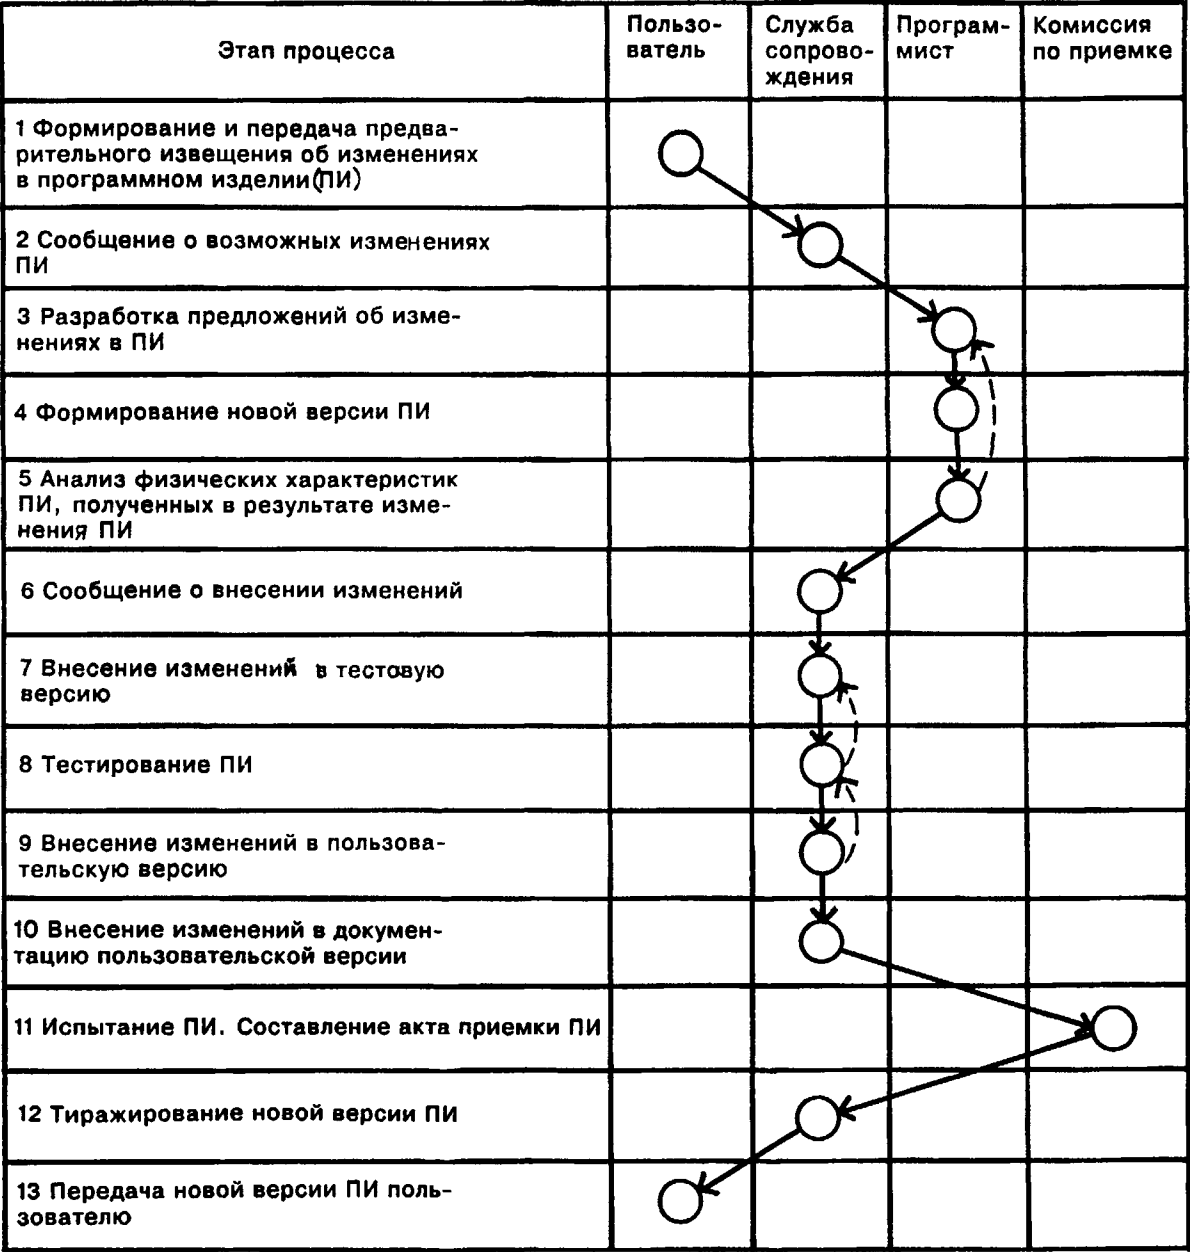 Этап процесса
Пользо-
ватель
Служба
сопрово-
ждения
Програм-
мист
Комиссия
по приемке
1 Формирование и передача предва-
рительного извещения об изменениях
в программном изделии(ПИ)
2 Сообщение о возможных изменениях
ПИ
3 Разработка предложений об изме-
нениях в ПИ
4 Формирование новой версии ПИ
5 Анализ физических характеристик
ПИ, полученных в результате изме-
нения ПИ
6 Сообщение о внесении изменений
7 Внесение изменений в тестовую
версию
8 Тестирование ПИ
9 Внесение изменений в пользова-
тельскую версию
10 Внесение изменений в докумен-
тацию пользовательской версии
11 Испытание ПИ. Составление акта приемки ПИ
12 Тиражирование новой версии ПИ
13 Передача новой версии ПИ поль-
зователю